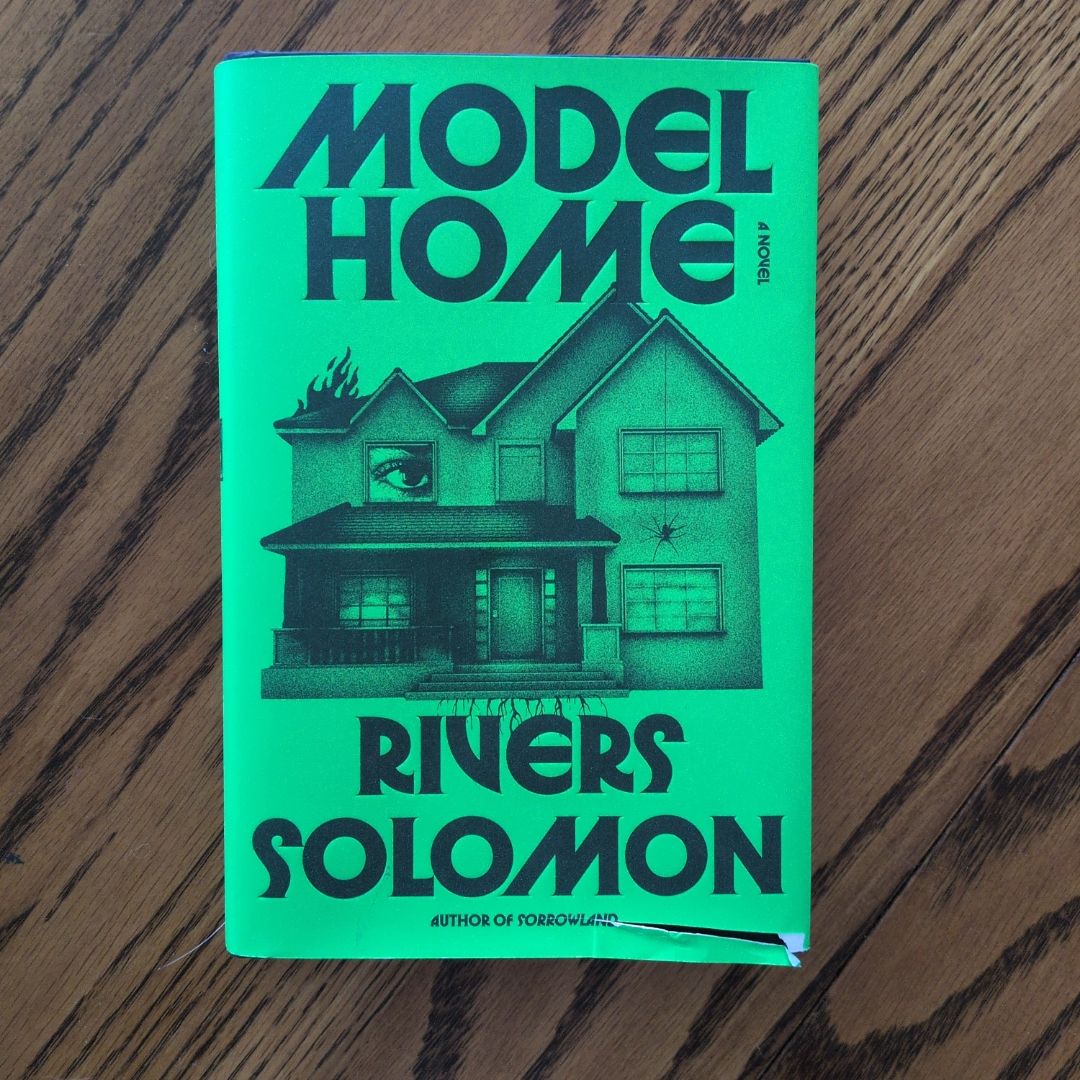 MODEL
HOME
A NOVEL
RIVERS
SOLOMON
AUTHOR OF SORROWLAND